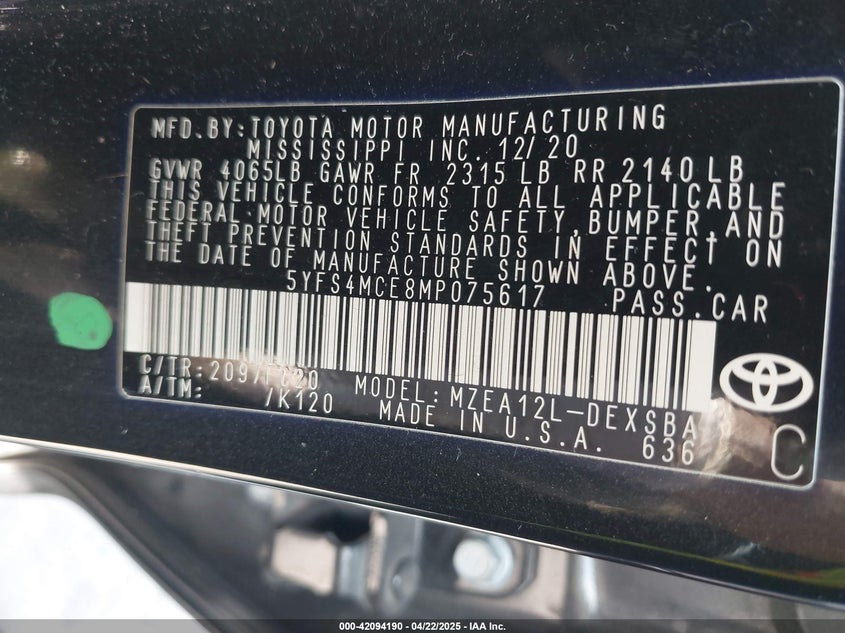 MFD. BY: TOYOTA MOTOR MANUFACTURING
MISSISSIPPI INC. 12/20
GVWR 4065LB GAWR FR 2315 LB RR 2140 LB
THIS VEHICLE CONFORMS TO ALL APPLICABLE
FEDERAL MOTOR VEHICLE SAFETY, BUMPER, AND
THEFT PREVENTION STANDARDS IN EFFECT ON
THE DATE OF MANUFACTURE SHOWN ABOVE.
5YFS4MCE8MP075617 PASS.CAR
C/TR: 209/FC20 MODEL: MZEA12L-DEXSBA
A/TM: /K120 MADE IN U.S.A. 636
C
000-42094190 - 04/22/2025 - IAA Inc.